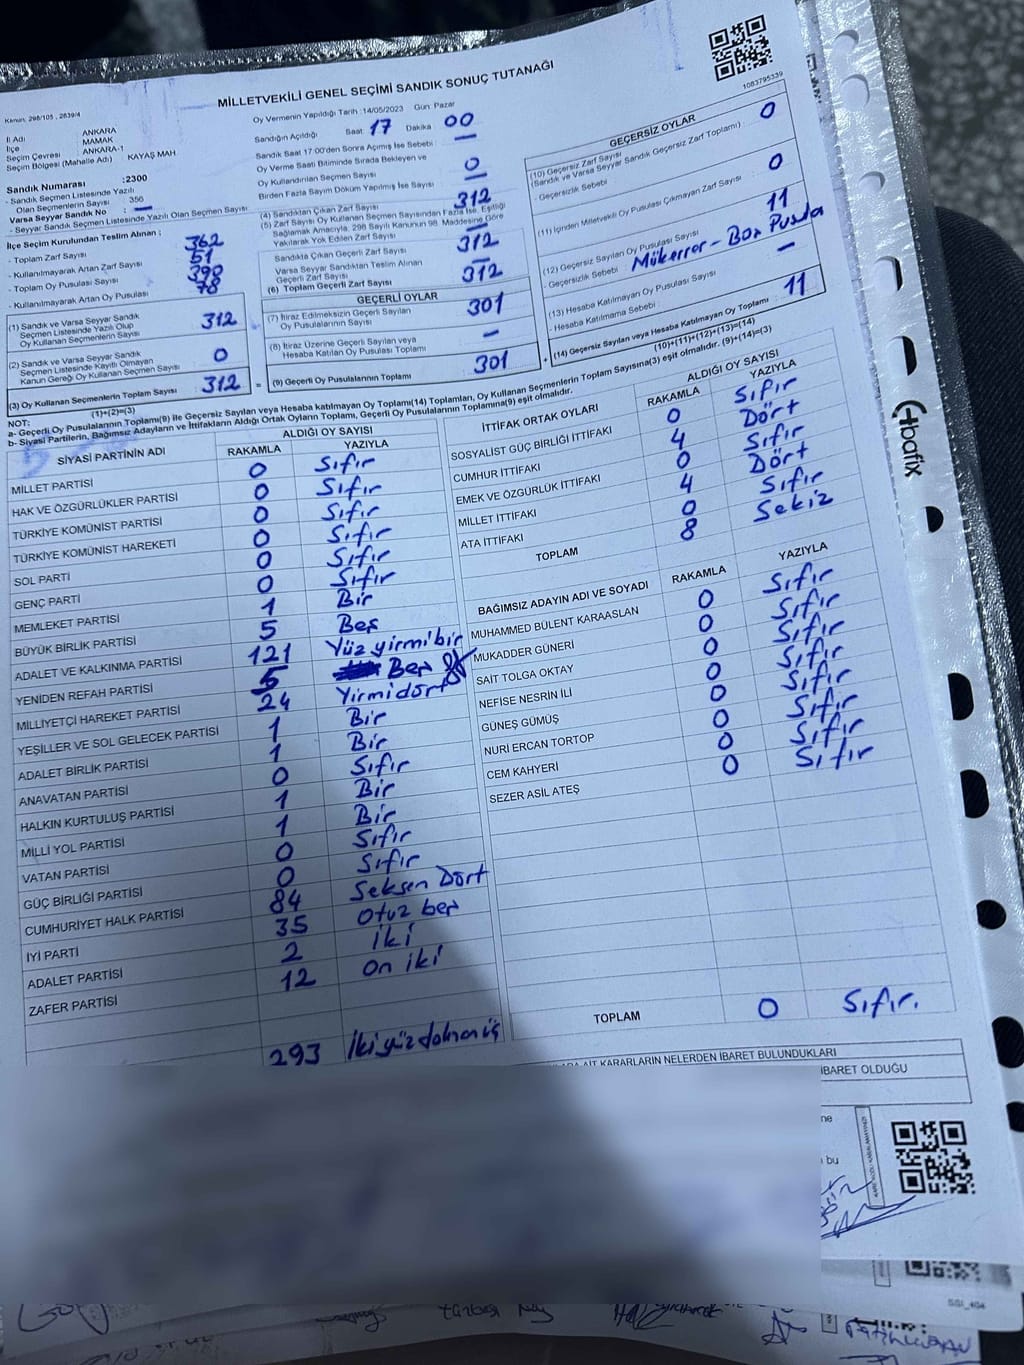 MİLLETVEKİLİ GENEL SEÇİMİ SANDIK SONUÇ TUTANAĞI
1083795339
Kanun, 298/105 , 2839/4
İl Adı ANKARA
İlçe MAMAK
Seçim Çevresi ANKARA-1
Seçim Bölgesi (Mahalle Adı) KAYAŞ MAH
Sandık Numarası :2300
- Sandık Seçmen Listesinde Yazılı
Olan Seçmenlerin Sayısı 350
Varsa Seyyar Sandık No : —
- Seyyar Sandık Seçmen Listesinde Yazılı Olan Seçmen Sayısı
İlçe Seçim Kurulundan Teslim Alınan ;
- Toplam Zarf Sayısı 362
- Kullanılmayarak Artan Zarf Sayısı 51
- Toplam Oy Pusulası Sayısı 390
- Kullanılmayarak Artan Oy Pusulası 78
(1) Sandık ve Varsa Seyyar Sandık
Seçmen Listesinde Yazılı Olup
Oy Kullanan Seçmenlerin Sayısı 312
(2) Sandık ve Varsa Seyyar Sandık
Seçmen Listesinde Kayıtlı Olmayan
Kanun Gereği Oy Kullanan Seçmen Sayısı 0
(3) Oy Kullanan Seçmenlerin Toplam Sayısı 312
(1)+(2)=(3)
Oy Vermenin Yapıldığı Tarih :14/05/2023 Gün: Pazar
Sandığın Açıldığı Saat 17 Dakika 00
Sandık Saat 17:00'den Sonra Açılmış İse Sebebi : —
Oy Verme Saati Bitiminde Sırada Bekleyen ve
Oy Kullandırılan Seçmen Sayısı 0
Birden Fazla Sayım Döküm Yapılmış İse Sayısı —
(4) Sandıktan Çıkan Zarf Sayısı 312
(5) Zarf Sayısı Oy Kullanan Seçmen Sayısından Fazla İse, Eşitliği
Sağlamak Amacıyla, 298 Sayılı Kanunun 98. Maddesine Göre
Yakılarak Yok Edilen Zarf Sayısı —
Sandıkta Çıkan Geçerli Zarf Sayısı 312
Varsa Seyyar Sandıktan Teslim Alınan
Geçerli Zarf Sayısı —
(6) Toplam Geçerli Zarf Sayısı 312
GEÇERLİ OYLAR
(7) İtiraz Edilmeksizin Geçerli Sayılan
Oy Pusulalarının Sayısı 301
(8) İtiraz Üzerine Geçerli Sayılan veya
Hesaba Katılan Oy Pusulası Toplamı —
= (9) Geçerli Oy Pusulalarının Toplamı 301
GEÇERSİZ OYLAR
(10) Geçersiz Zarf Sayısı
(Sandık ve Varsa Seyyar Sandık Geçersiz Zarf Toplamı) : 0
- Geçersizlik Sebebi
(11) İçinden Milletvekili Oy Pusulası Çıkmayan Zarf Sayısı 0
(12) Geçersiz Sayılan Oy Pusulası Sayısı 11
-Geçersizlik Sebebi Mükerrer - Boş Pusula
(13) Hesaba Katılmayan Oy Pusulası Sayısı —
- Hesaba Katılmama Sebebi :
+ (14) Geçersiz Sayılan veya Hesaba Katılmayan Oy Toplamı 11
(10)+(11)+(12)+(13)=(14)
NOT:
a- Geçerli Oy Pusulalarının Toplamı(9) ile Geçersiz Sayılan veya Hesaba katılmayan Oy Toplamı(14) Toplamları, Oy Kullanan Seçmenlerin Toplam Sayısına(3) eşit olmalıdır. (9)+(14)=(3)
b- Siyasi Partilerin, Bağımsız Adayların ve İttifakların Aldığı Ortak Oyların Toplamı, Geçerli Oy Pusulalarının Toplamına(9) eşit olmalıdır.
SİYASİ PARTİNİN ADI ALDIĞI OY SAYISI
RAKAMLA YAZIYLA
MİLLET PARTİSİ 0 Sıfır
HAK VE ÖZGÜRLÜKLER PARTİSİ 0 Sıfır
TÜRKİYE KOMÜNİST PARTİSİ 0 Sıfır
TÜRKİYE KOMÜNİST HAREKETİ 0 Sıfır
SOL PARTİ 0 Sıfır
GENÇ PARTİ 0 Sıfır
MEMLEKET PARTİSİ 1 Bir
BÜYÜK BİRLİK PARTİSİ 5 Beş
ADALET VE KALKINMA PARTİSİ 121 Yüz yirmi bir
YENİDEN REFAH PARTİSİ 5 Beş
MİLLİYETÇİ HAREKET PARTİSİ 24 Yirmi dört
YEŞİLLER VE SOL GELECEK PARTİSİ 1 Bir
ADALET BİRLİK PARTİSİ 1 Bir
ANAVATAN PARTİSİ 0 Sıfır
HALKIN KURTULUŞ PARTİSİ 1 Bir
MİLLİ YOL PARTİSİ 1 Bir
VATAN PARTİSİ 0 Sıfır
GÜÇ BİRLİĞİ PARTİSİ 0 Sıfır
CUMHURİYET HALK PARTİSİ 84 Seksen Dört
İYİ PARTİ 35 Otuz beş
ADALET PARTİSİ 2 İki
ZAFER PARTİSİ 12 On iki
293 İkiyüzdoksanüç
İTTİFAK ORTAK OYLARI ALDIĞI OY SAYISI
RAKAMLA YAZIYLA
SOSYALİST GÜÇ BİRLİĞİ İTTİFAKI 0 Sıfır
CUMHUR İTTİFAKI 4 Dört
EMEK VE ÖZGÜRLÜK İTTİFAKI 0 Sıfır
MİLLET İTTİFAKI 4 Dört
ATA İTTİFAKI 0 Sıfır
TOPLAM 8 Sekiz
BAĞIMSIZ ADAYIN ADI VE SOYADI RAKAMLA YAZIYLA
MUHAMMED BÜLENT KARAASLAN 0 Sıfır
MUKADDER GÜNERİ 0 Sıfır
SAİT TOLGA OKTAY 0 Sıfır
NEFİSE NESRİN İLİ 0 Sıfır
GÜNEŞ GÜMÜŞ 0 Sıfır
NURİ ERCAN TORTOP 0 Sıfır
CEM KAHYERİ 0 Sıfır
SEZER ASİL ATEŞ 0 Sıfır
TOPLAM 0 Sıfır.
AİT KARARLARIN NELERDEN İBARET BULUNDUKLARI
İBARET OLDUĞU
bu
abafix